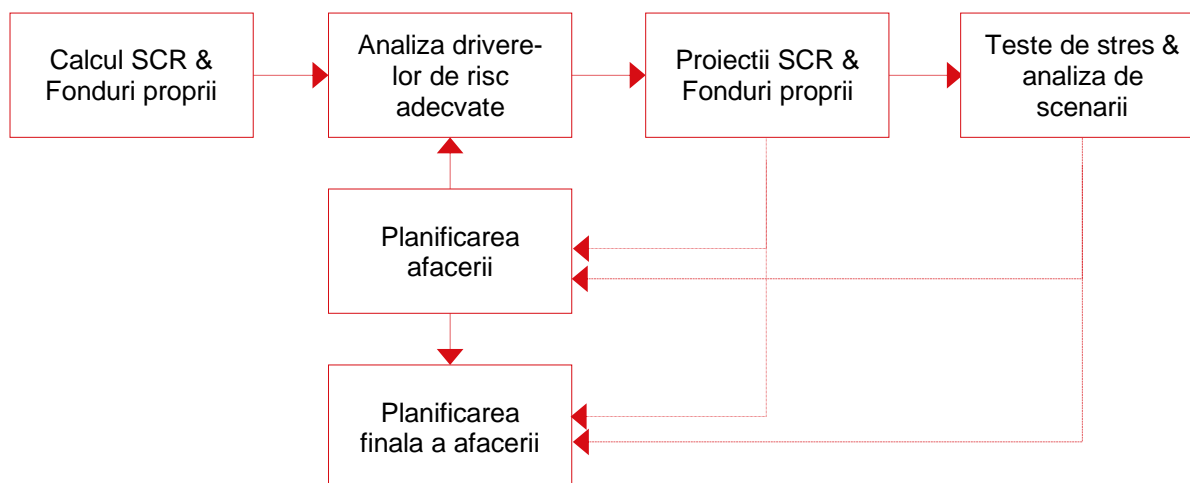 Calcul SCR &
Fonduri proprii
Analiza drivere-
lor de risc
adecvate
Proiectii SCR &
Fonduri proprii
Teste de stres &
analiza de
scenarii
Planificarea
afacerii
Planificarea
finala a afacerii